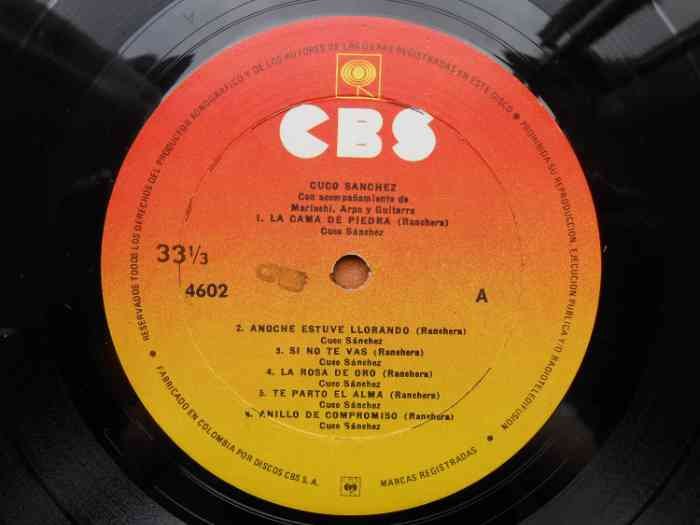 RESERVADOS TODOS LOS DERECHOS DEL PRODUCTOR FONOGRAFICO Y DE LOS AUTORES DE LAS OBRAS REGISTRADAS EN ESTE DISCO • PROHIBIDA SU REPRODUCCION, EJECUCION PUBLICA Y/O RADIOTELEDIFUSION
CBS
CUCO SANCHEZ
Con acompañamiento de
Mariachi, Arpa y Guitarra
1. LA CAMA DE PIEDRA (Ranchera)
Cuco Sánchez
33 1/3
CBS
4602
A
2. ANOCHE ESTUVE LLORANDO (Ranchera)
Cuco Sánchez
3. SI NO TE VAS (Ranchera)
Cuco Sánchez
4. LA ROSA DE ORO (Ranchera)
Cuco Sánchez
5. TE PARTO EL ALMA (Ranchera)
Cuco Sánchez
6. ANILLO DE COMPROMISO (Ranchera)
Cuco Sánchez
• FABRICADO EN COLOMBIA POR DISCOS CBS S. A.
MARCAS REGISTRADAS •